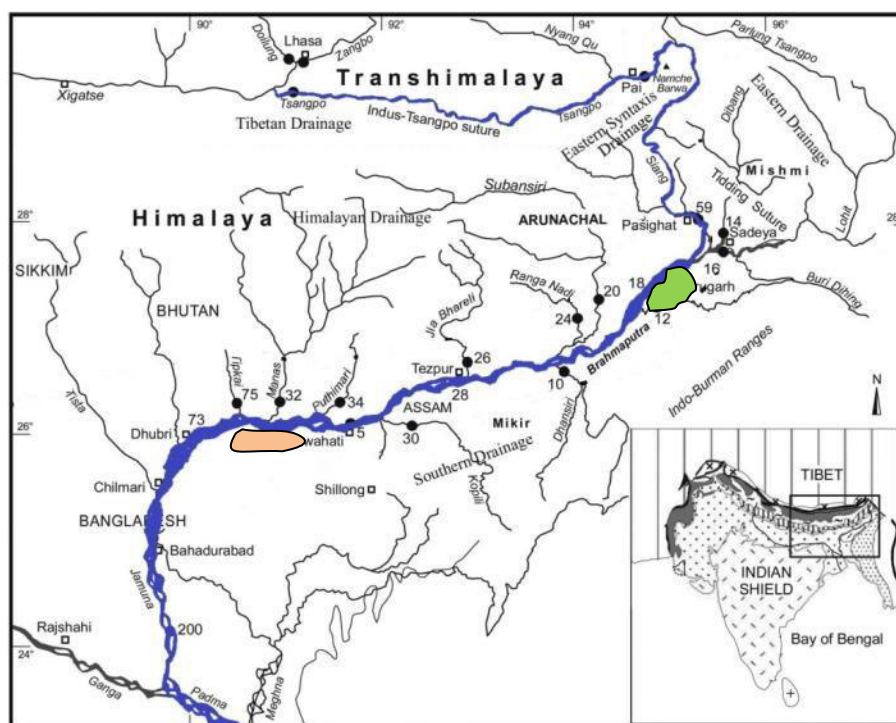 90°
92°
94°
96°
Doilung
Lhasa
Zangbo
Nyang Qu
Parlung Tsangpo
Transhimalaya
Pai
Namche
Barwa
Xigatse
Tsangpo
Tibetan Drainage
Indus-Tsangpo suture
Tsangpo
Eastern Syntaxis
Drainage
Dibang
Eastern Drainage
Siang
Mishmi
Tidding Suture
Lohit
Subansiri
Himalaya
Himalayan Drainage
ARUNACHAL
Pasighat
59
14
Sadeya
28°
28
SIKKIM
BHUTAN
Ranga Nadi
20
18
16
Buri Dihing
24
12
Jia Bhareli
Brahmaputra
Indo-Burman Ranges
Tista
Tipkai
75
Manas
32
Puthimari
34
Tezpur
26
28
10
Dhansiri
N
ASSAM
Mikir
73
26°
Dhubri
5
30
Southern Drainage
Kopili
Chilmari
Shillong
BANGLADESH
Bahadurabad
Jamuna
TIBET
INDIAN
SHIELD
Bay of Bengal
Rajshahi
200
24°
Ganga
Padma
Meghna